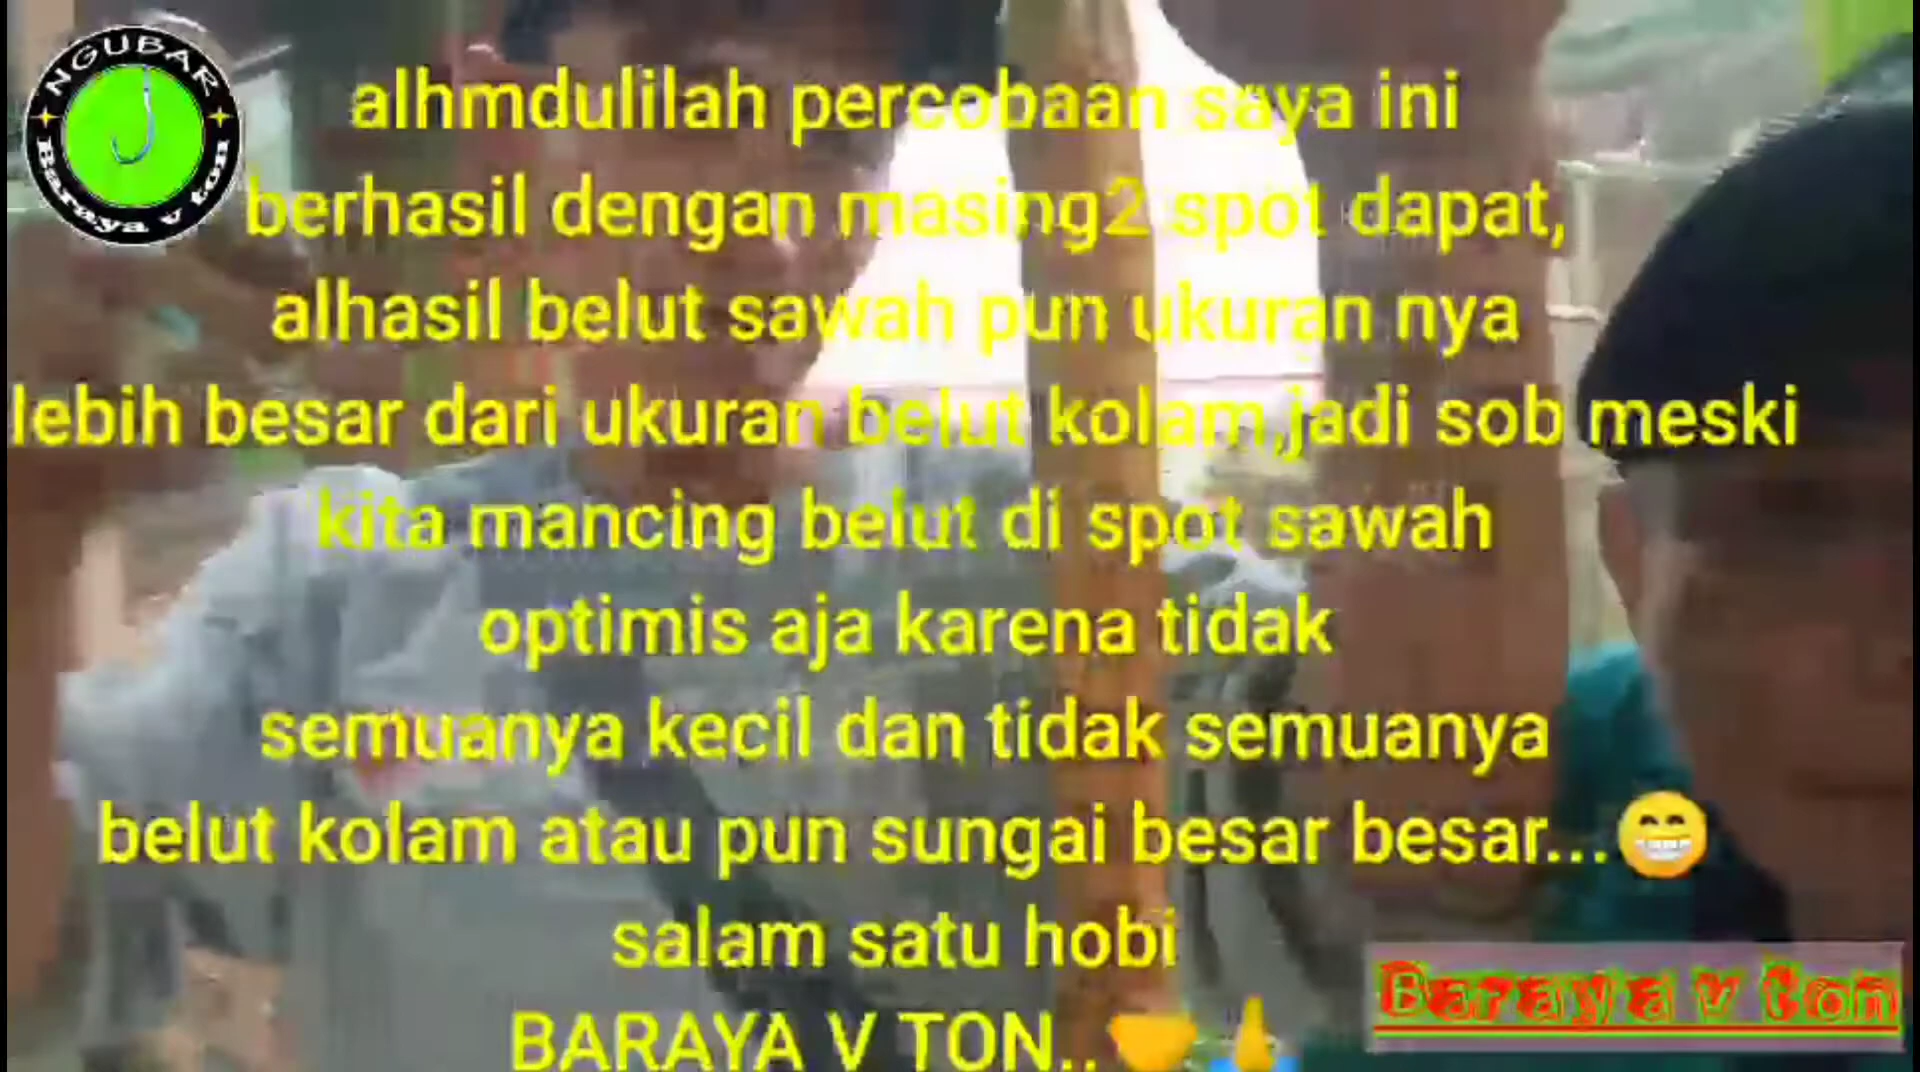 NGUBAR
Baraya v ton
alhmdulilah percobaan saya ini
berhasil dengan masing2 spot dapat,
alhasil belut sawah pun ukuran nya
lebih besar dari ukuran belut kolam,jadi sob meski
kita mancing belut di spot sawah
optimis aja karena tidak
semuanya kecil dan tidak semuanya
belut kolam atau pun sungai besar besar...😁
salam satu hobi
BARAYA V TON..🤝🙏
Baraya v ton